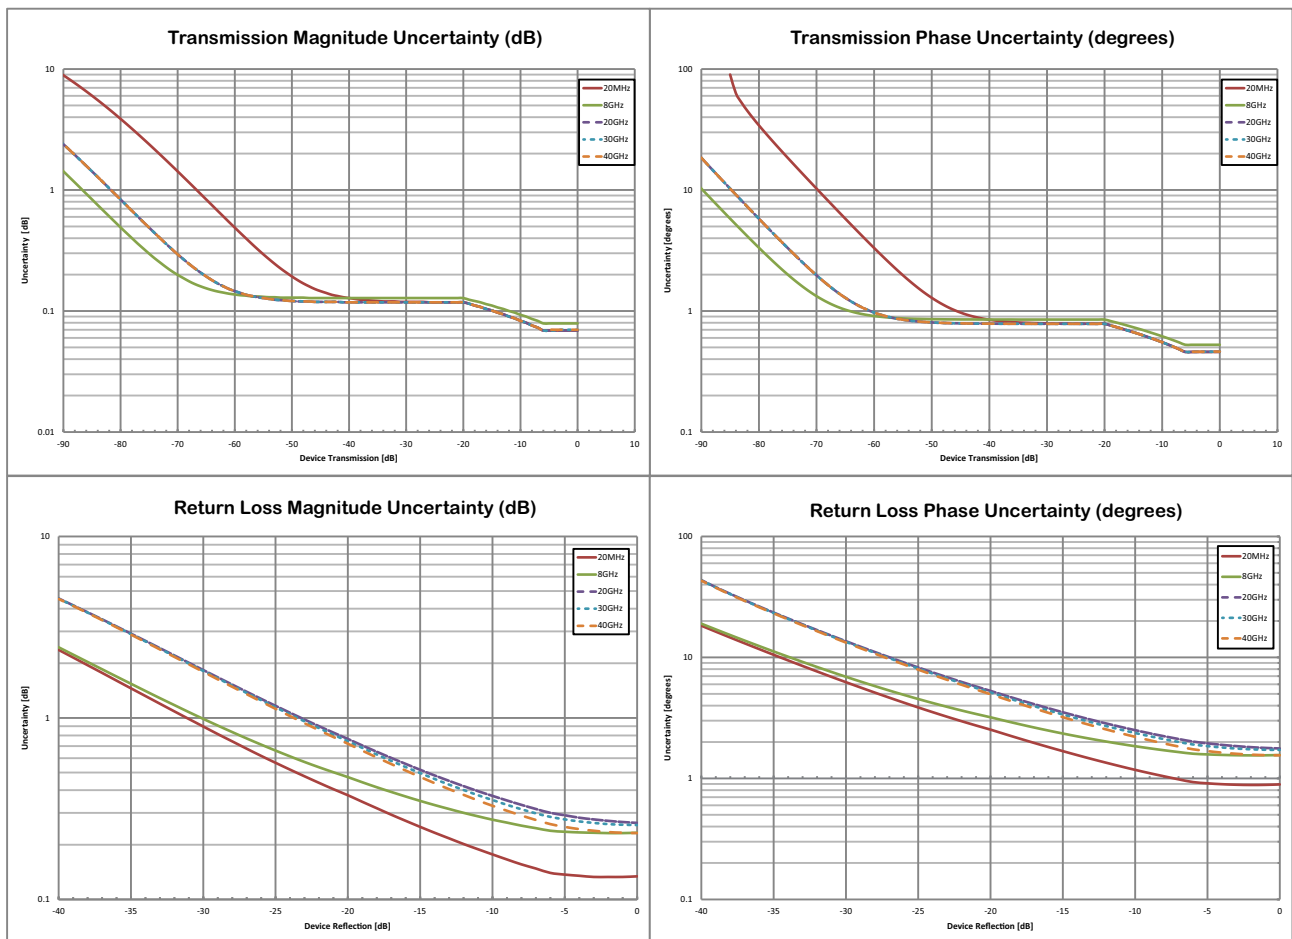 Transmission Magnitude Uncertainty (dB)
10
1
0.1
0.01
Uncertainty [dB]
20MHz
8GHz
20GHz
30GHz
40GHz
-90 -80 -70 -60 -50 -40 -30 -20 -10 0 10
Device Transmission [dB]
Transmission Phase Uncertainty (degrees)
100
10
1
0.1
Uncertainty [degrees]
20MHz
8GHz
20GHz
30GHz
40GHz
-90 -80 -70 -60 -50 -40 -30 -20 -10 0 10
Device Transmission [dB]
Return Loss Magnitude Uncertainty (dB)
10
1
0.1
Uncertainty [dB]
20MHz
8GHz
20GHz
30GHz
40GHz
-40 -35 -30 -25 -20 -15 -10 -5 0
Device Reflection [dB]
Return Loss Phase Uncertainty (degrees)
100
10
1
0.1
Uncertainty [degrees]
20MHz
8GHz
20GHz
30GHz
40GHz
-40 -35 -30 -25 -20 -15 -10 -5 0
Device Reflection [dB]